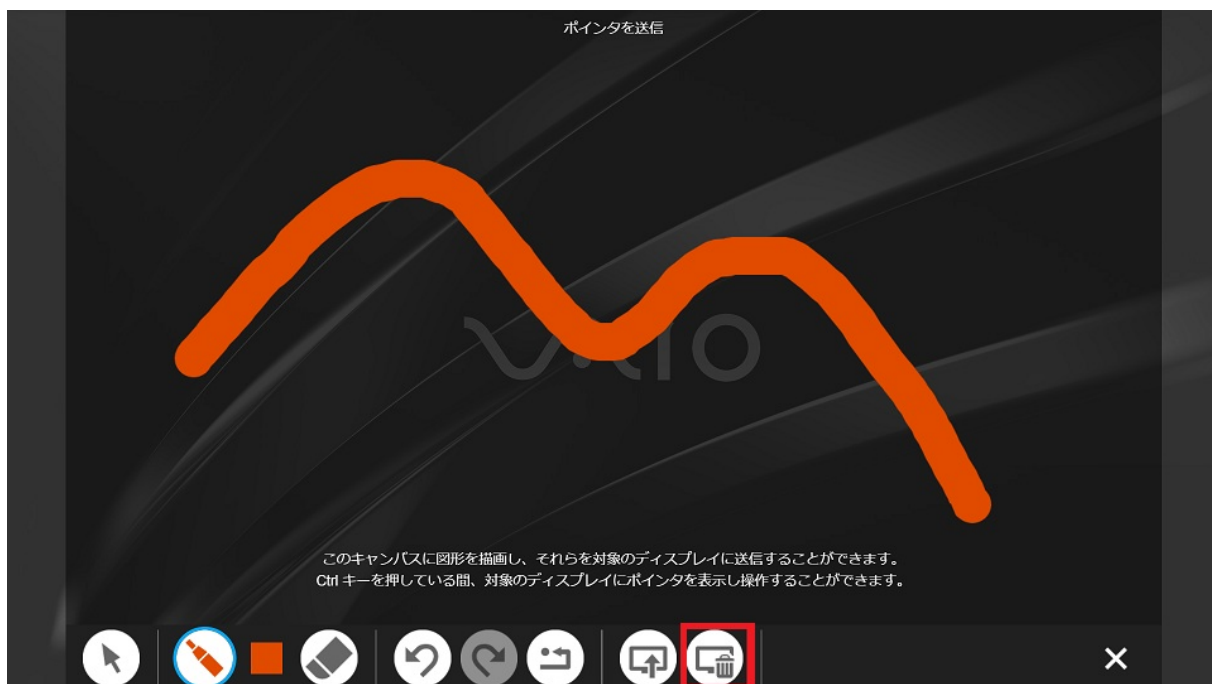 ポインタを送信
VAIO
このキャンバスに図形を描画し、それらを対象のディスプレイに送信することができます。
Ctrl キーを押している間、対象のディスプレイにポインタを表示し操作することができます。